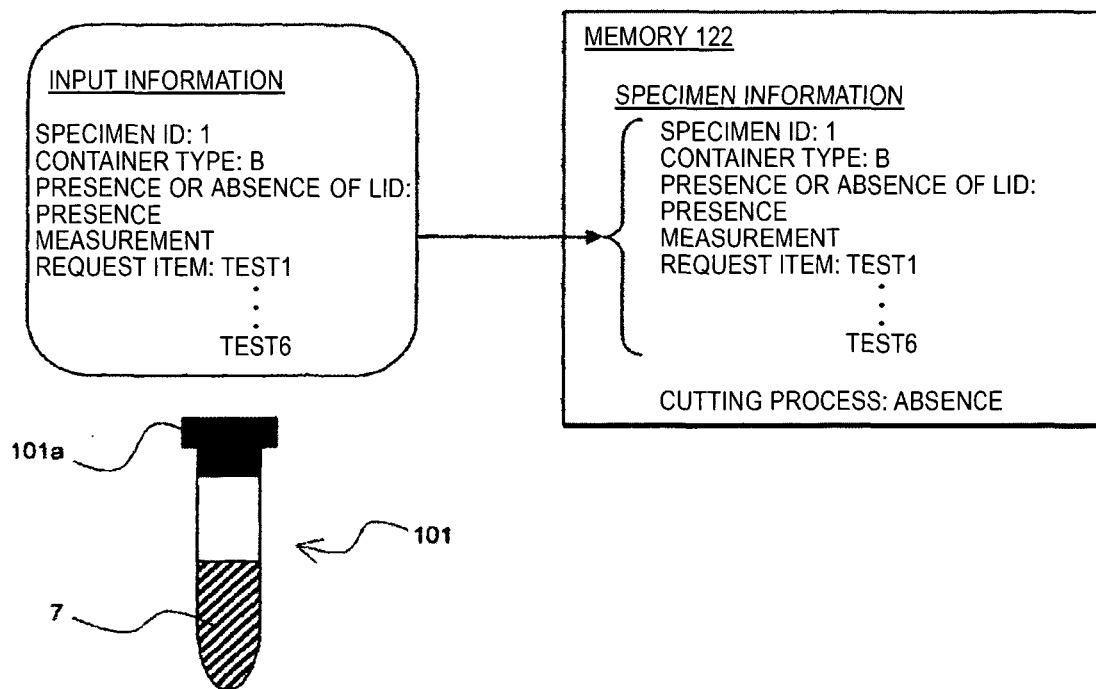 INPUT INFORMATION
SPECIMEN ID: 1
CONTAINER TYPE: B
PRESENCE OR ABSENCE OF LID:
PRESENCE
MEASUREMENT
REQUEST ITEM: TEST1
TEST6
MEMORY 122
SPECIMEN INFORMATION
SPECIMEN ID: 1
CONTAINER TYPE: B
PRESENCE OR ABSENCE OF LID:
PRESENCE
MEASUREMENT
REQUEST ITEM: TEST1
TEST6
CUTTING PROCESS: ABSENCE
101a
101
7